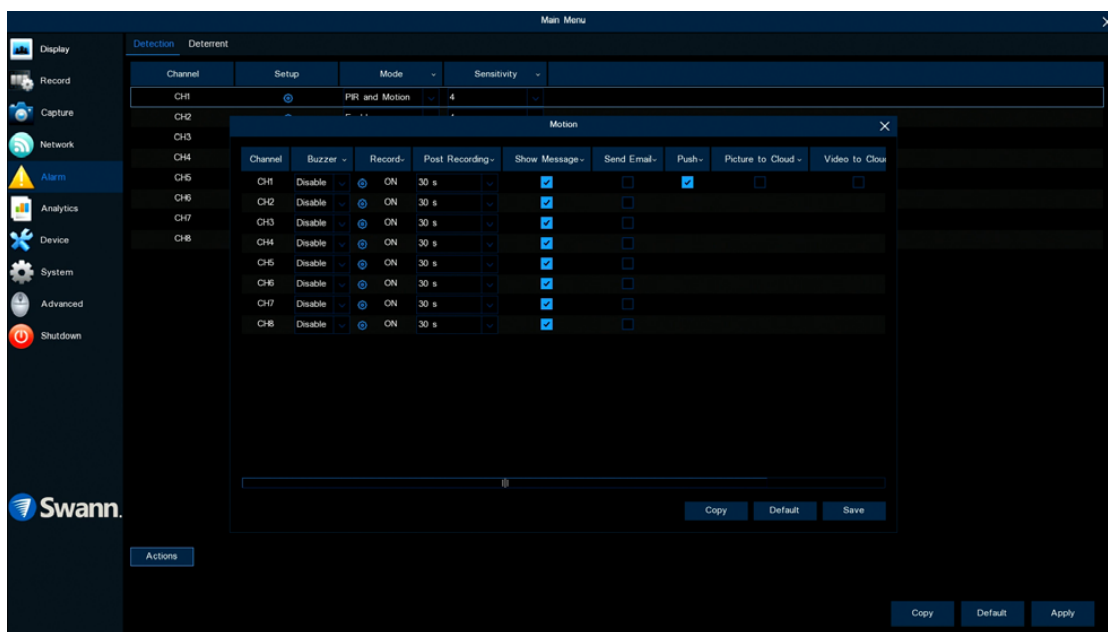 Main Menu
Display
Record
Capture
Network
Alarm
Analytics
Device
System
Advanced
Shutdown
Swann.
Detection Deterrent
Channel Setup Mode Sensitivity
CH1 PIR and Motion 4
CH2
CH3
CH4
CH5
CH6
CH7
CH8
Motion
Channel Buzzer Record Post Recording Show Message Send Email Push Picture to Cloud Video to
CH1 Disable ON 30 s
CH2 Disable ON 30 s
CH3 Disable ON 30 s
CH4 Disable ON 30 s
CH5 Disable ON 30 s
CH6 Disable ON 30 s
CH7 Disable ON 30 s
CH8 Disable ON 30 s
Copy Default Save
Actions
Copy Default Apply